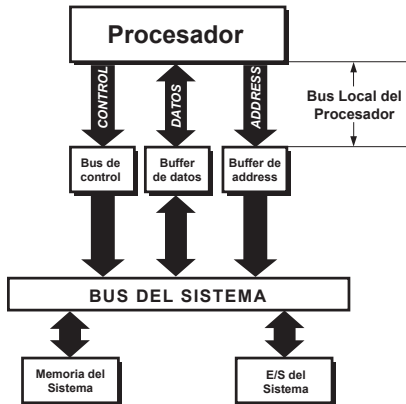 Procesador
CONTROL
DATOS
ADDRESS
Bus Local del
Procesador
Bus de
control
Buffer
de datos
Buffer de
address
BUS DEL SISTEMA
Memoria del
Sistema
E/S del
Sistema